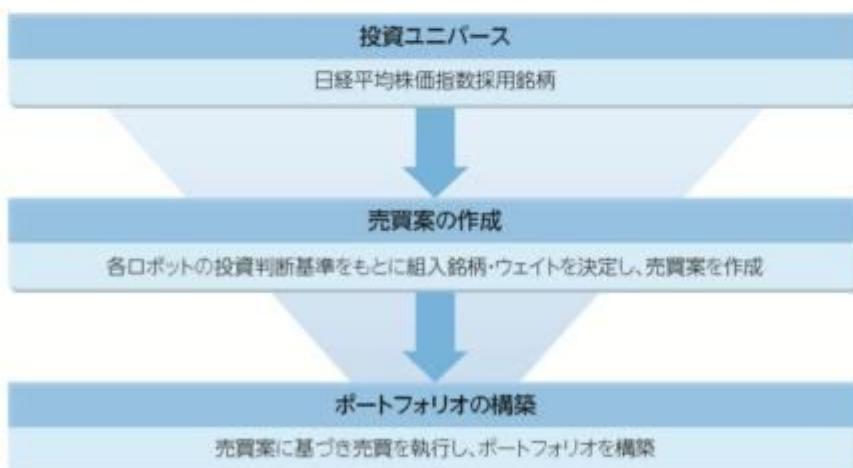 投資ユニバース
日経平均株価指数採用銘柄
売買案の作成
各ロボットの投資判断基準をもとに組入銘柄・ウェイトを決定し、売買案を作成
ポートフォリオの構築
売買案に基づき売買を執行し、ポートフォリオを構築